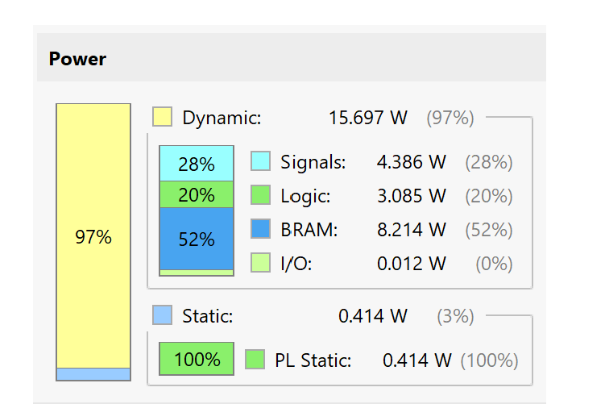 Power
97%
Dynamic: 15.697 W (97%)
28% Signals: 4.386 W (28%)
20% Logic: 3.085 W (20%)
52% BRAM: 8.214 W (52%)
I/O: 0.012 W (0%)
Static: 0.414 W (3%)
100% PL Static: 0.414 W (100%)